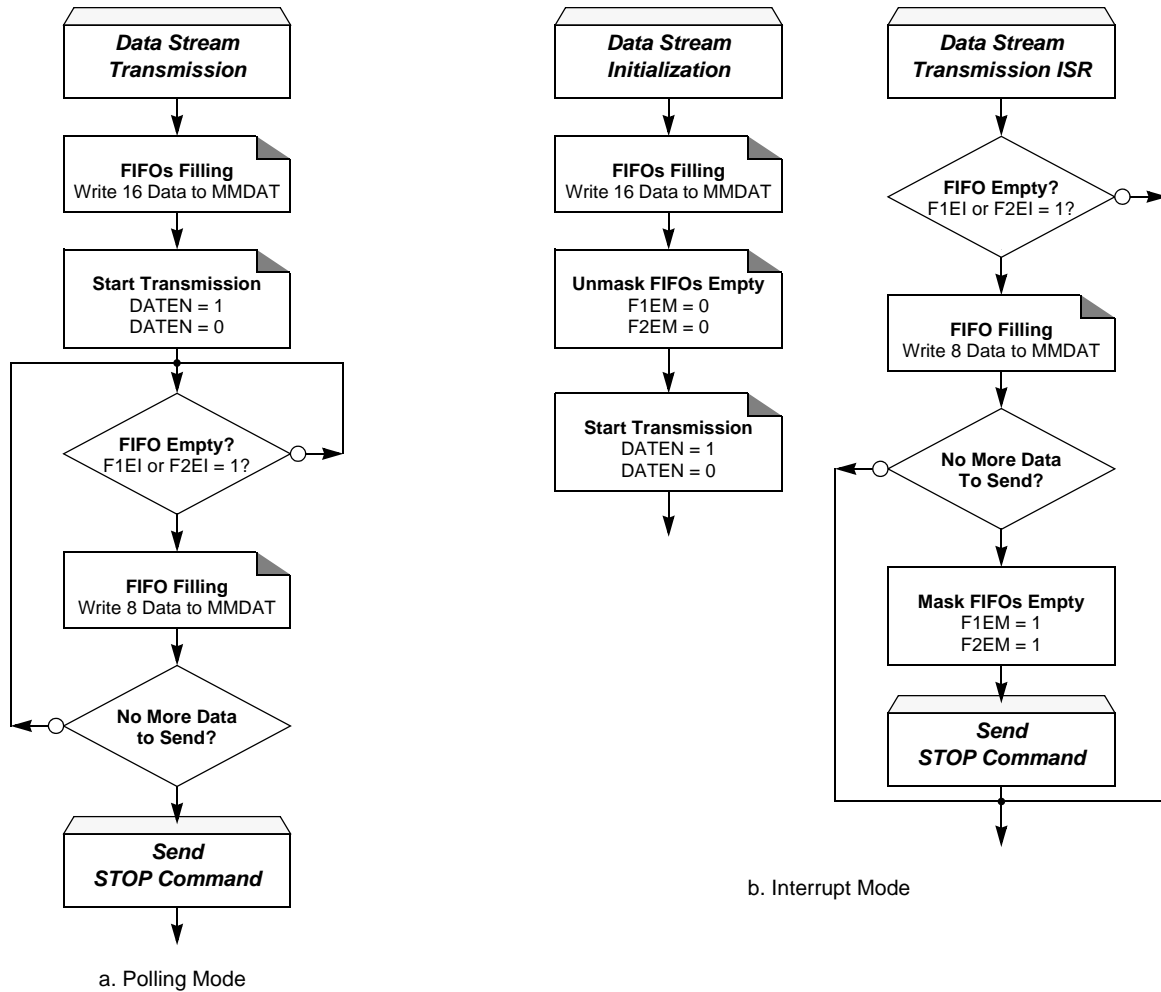 Data Stream
Transmission
FIFOs Filling
Write 16 Data to MMDAT
Start Transmission
DATEN = 1
DATEN = 0
FIFO Empty?
F1EI or F2EI = 1?
FIFO Filling
Write 8 Data to MMDAT
No More Data
to Send?
Send
STOP Command
a. Polling Mode
Data Stream
Initialization
FIFOs Filling
Write 16 Data to MMDAT
Unmask FIFOs Empty
F1EM = 0
F2EM = 0
Start Transmission
DATEN = 1
DATEN = 0
Data Stream
Transmission ISR
FIFO Empty?
F1EI or F2EI = 1?
FIFO Filling
Write 8 Data to MMDAT
No More Data
To Send?
Mask FIFOs Empty
F1EM = 1
F2EM = 1
Send
STOP Command
b. Interrupt Mode